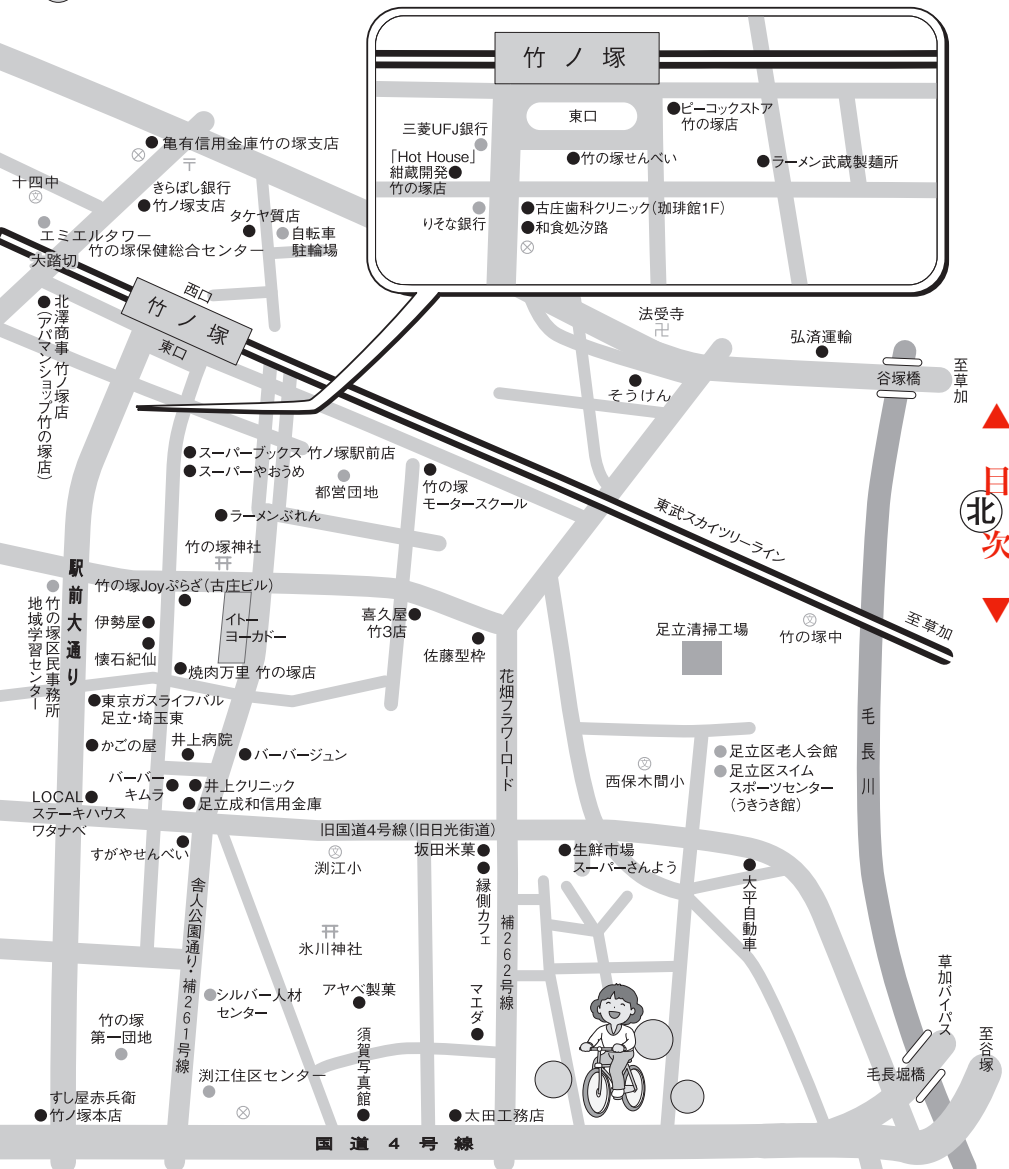 竹ノ塚
東口
ピーコックストア
竹の塚店
三菱UFJ銀行
「Hot House」
紺蔵開発
竹の塚店
竹の塚せんべい
ラーメン武蔵製麺所
りそな銀行
古庄歯科クリニック(珈琲館1F)
和食処汐路
亀有信用金庫竹の塚支店
十四中
きらぼし銀行
竹ノ塚支店
タケヤ質店
自転車
駐輪場
エミエルタワー
竹の塚保健総合センター
大踏切
西口
竹ノ塚
東口
北澤商事 竹ノ塚店
(アパマンショップ竹の塚店)
法受寺
弘済運輸
谷塚橋
至草加
そうけん
スーパーブックス 竹ノ塚駅前店
スーパーやおうめ
都営団地
竹の塚
モータースクール
ラーメンぶれん
東武スカイツリーライン
目次
北
竹の塚神社
駅前大通り
竹の塚Joyぷらざ(古庄ビル)
竹の塚区民事務所
地域学習センター
伊勢屋
イトー
ヨーカドー
喜久屋
竹3店
佐藤型枠
足立清掃工場
竹の塚中
至草加
懐石紀仙
焼肉万里 竹の塚店
花畑フラワーロード
東京ガスライフバル
足立・埼玉東
毛長川
かごの屋
井上病院
バーバージュン
足立区老人会館
足立区スイム
スポーツセンター
(うきうき館)
西保木間小
バーバー
キムラ
井上クリニック
足立成和信用金庫
LOCAL
ステーキハウス
ワタナベ
旧国道4号線(旧日光街道)
すがやせんべい
渕江小
坂田米菓
縁側カフェ
生鮮市場
スーパーさんよう
大平自動車
舎人公園通り・補261号線
補262号線
氷川神社
シルバー人材
センター
アヤベ製菓
マエダ
草加バイパス
至谷塚
竹の塚
第一団地
須賀写真館
渕江住区センター
毛長堀橋
すし屋赤兵衛
竹ノ塚本店
太田工務店
国道4号線